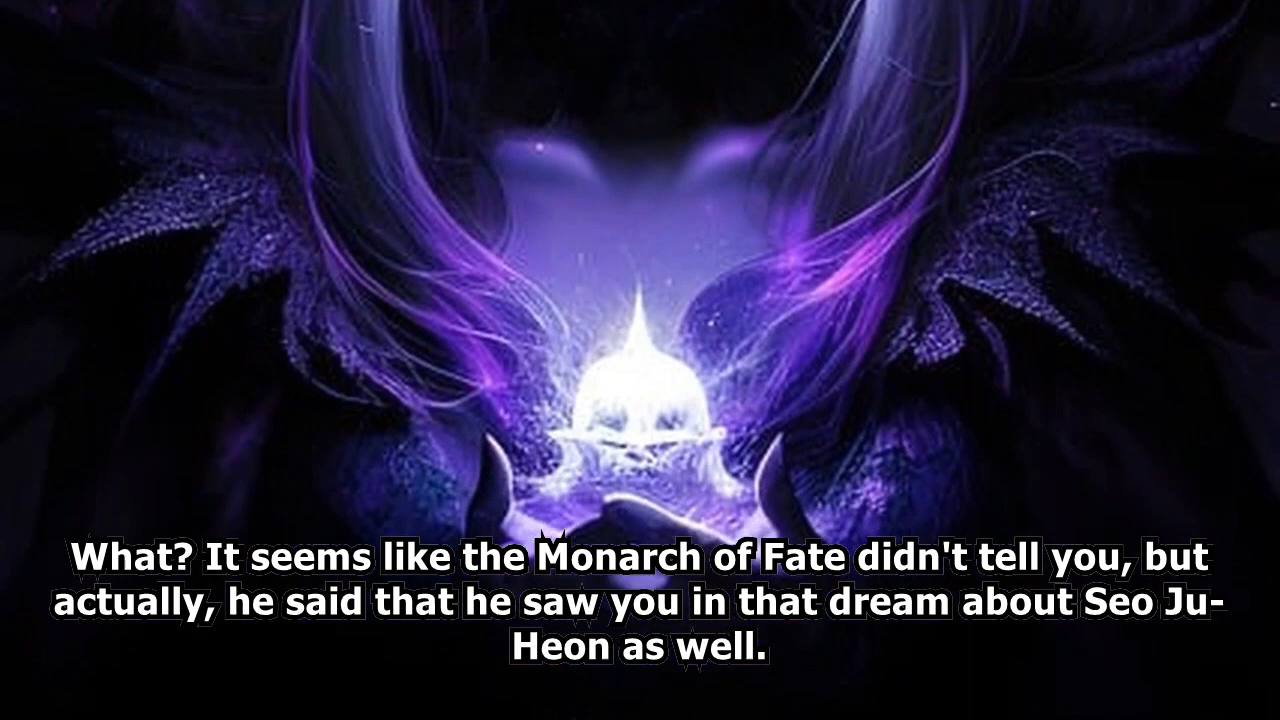 What? It seems like the Monarch of Fate didn't tell you, but
actually, he said that he saw you in that dream about Seo Ju-
Heon as well.